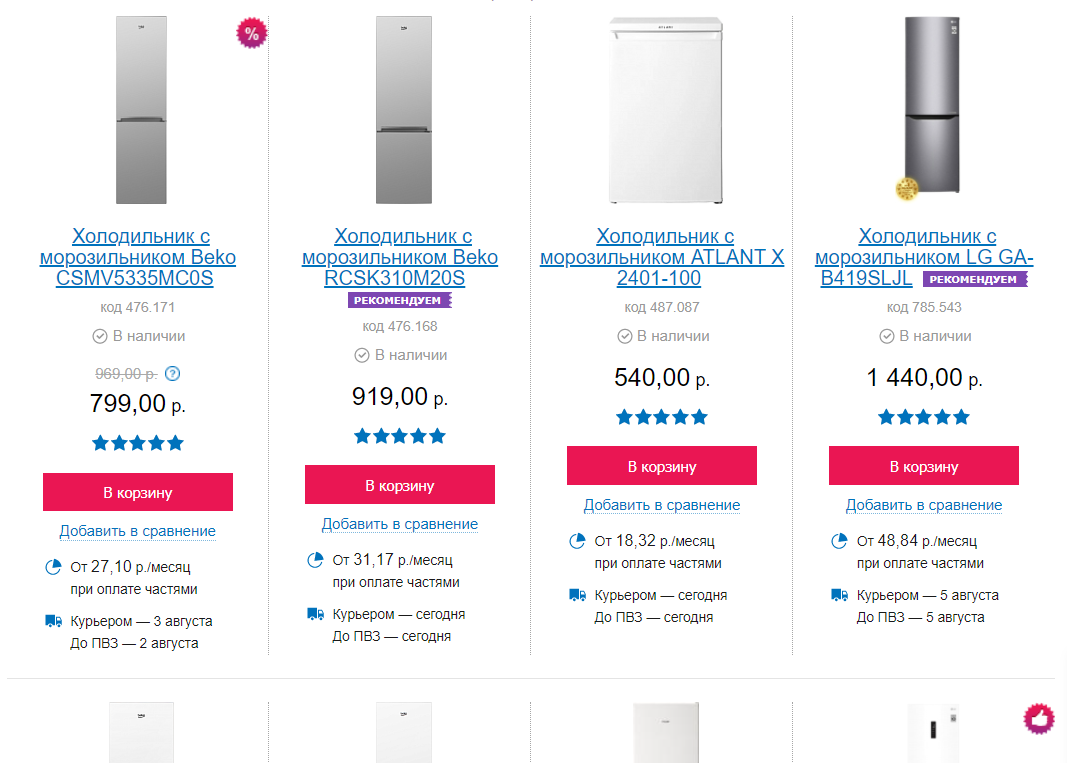 %
Холодильник с
морозильником Beko
CSMV5335MC0S
код 476.171
В наличии
969,00 р. ?
799,00 р.
В корзину
Добавить в сравнение
От 27,10 р./месяц
при оплате частями
Курьером — 3 августа
До ПВЗ — 2 августа
Холодильник с
морозильником Beko
RCSK310M20S
РЕКОМЕНДУЕМ
код 476.168
В наличии
919,00 р.
В корзину
Добавить в сравнение
От 31,17 р./месяц
при оплате частями
Курьером — сегодня
До ПВЗ — сегодня
ATLANT
Холодильник с
морозильником ATLANT X
2401-100
код 487.087
В наличии
540,00 р.
В корзину
Добавить в сравнение
От 18,32 р./месяц
при оплате частями
Курьером — сегодня
До ПВЗ — сегодня
Холодильник с
морозильником LG GA-
B419SLJL РЕКОМЕНДУЕМ
код 785.543
В наличии
1 440,00 р.
В корзину
Добавить в сравнение
От 48,84 р./месяц
при оплате частями
Курьером — 5 августа
До ПВЗ — 5 августа